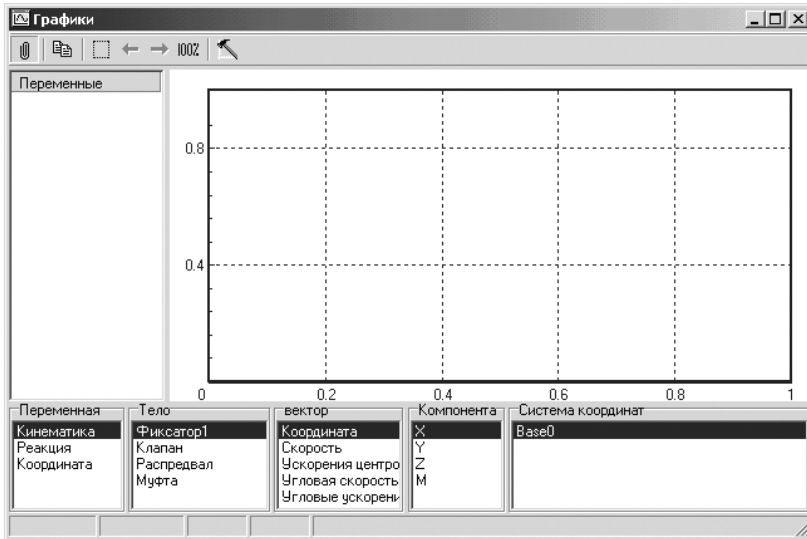 Графики
100%
Переменные
0.8
0.4
0 0.2 0.4 0.6 0.8 1
Переменная Тело вектор Компонента Система координат
Кинематика Фиксатор1 Координата X Base0
Реакция Клапан Скорость Y
Координата Распредвал Ускорения центро Z
Муфта Угловая скорость M
Угловые ускорени